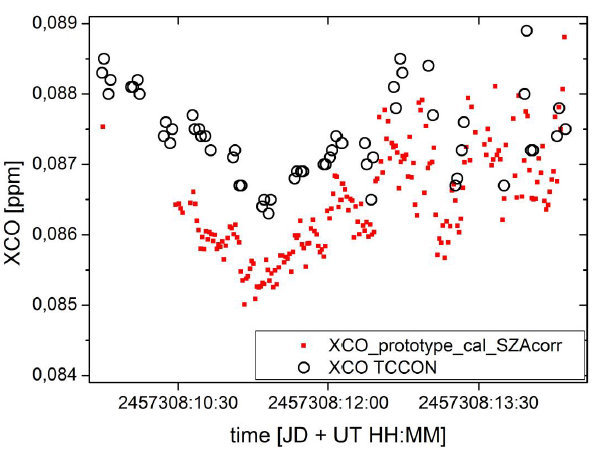 0,089
0,088
0,087
0,086
0,085
0,084
XCO [ppm]
XCO_prototype_cal_SZAcorr
XCO TCCON
2457308:10:30
2457308:12:00
2457308:13:30
time [JD + UT HH:MM]